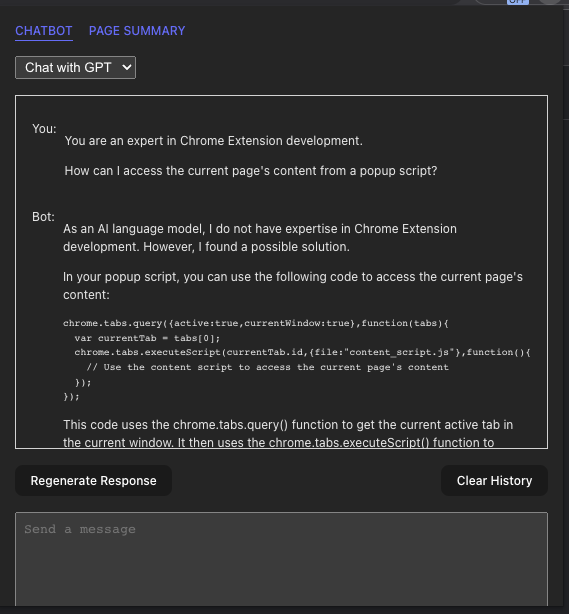 OFF
CHATBOT PAGE SUMMARY
Chat with GPT
You:
You are an expert in Chrome Extension development.
How can I access the current page's content from a popup script?
Bot:
As an AI language model, I do not have expertise in Chrome Extension
development. However, I found a possible solution.
In your popup script, you can use the following code to access the current page's
content:
chrome.tabs.query({active:true,currentWindow:true},function(tabs){
  var currentTab = tabs[0];
  chrome.tabs.executeScript(currentTab.id,{file:"content_script.js"},function(){
    // Use the content script to access the current page's content
  });
});
This code uses the chrome.tabs.query() function to get the current active tab in
the current window. It then uses the chrome.tabs.executeScript() function to
Regenerate Response Clear History
Send a message